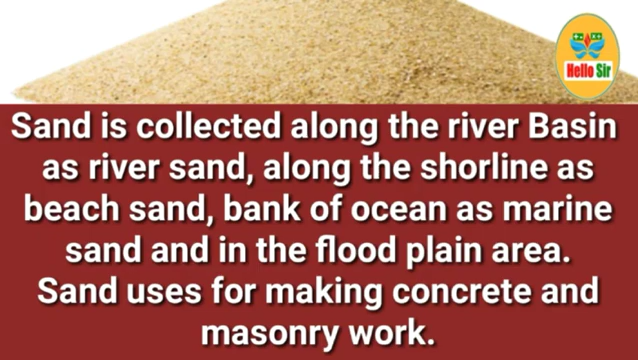 Hello Sir
Sand is collected along the river Basin
as river sand, along the shorline as
beach sand, bank of ocean as marine
sand and in the flood plain area.
Sand uses for making concrete and
masonry work.